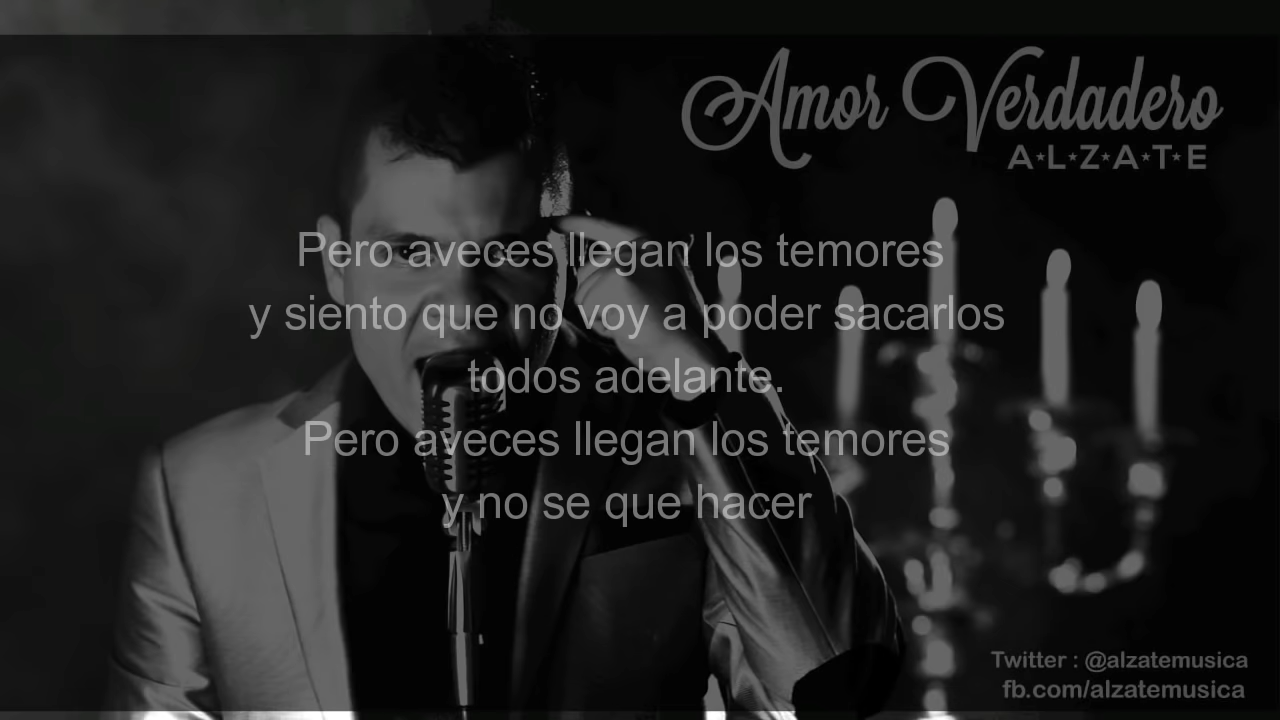 Amor Verdadero
A★L★Z★A★T★E
Pero aveces llegan los temores
y siento que no voy a poder sacarlos
todos adelante.
Pero aveces llegan los temores
y no se que hacer
Twitter : @alzatemusica
fb.com/alzatemusica